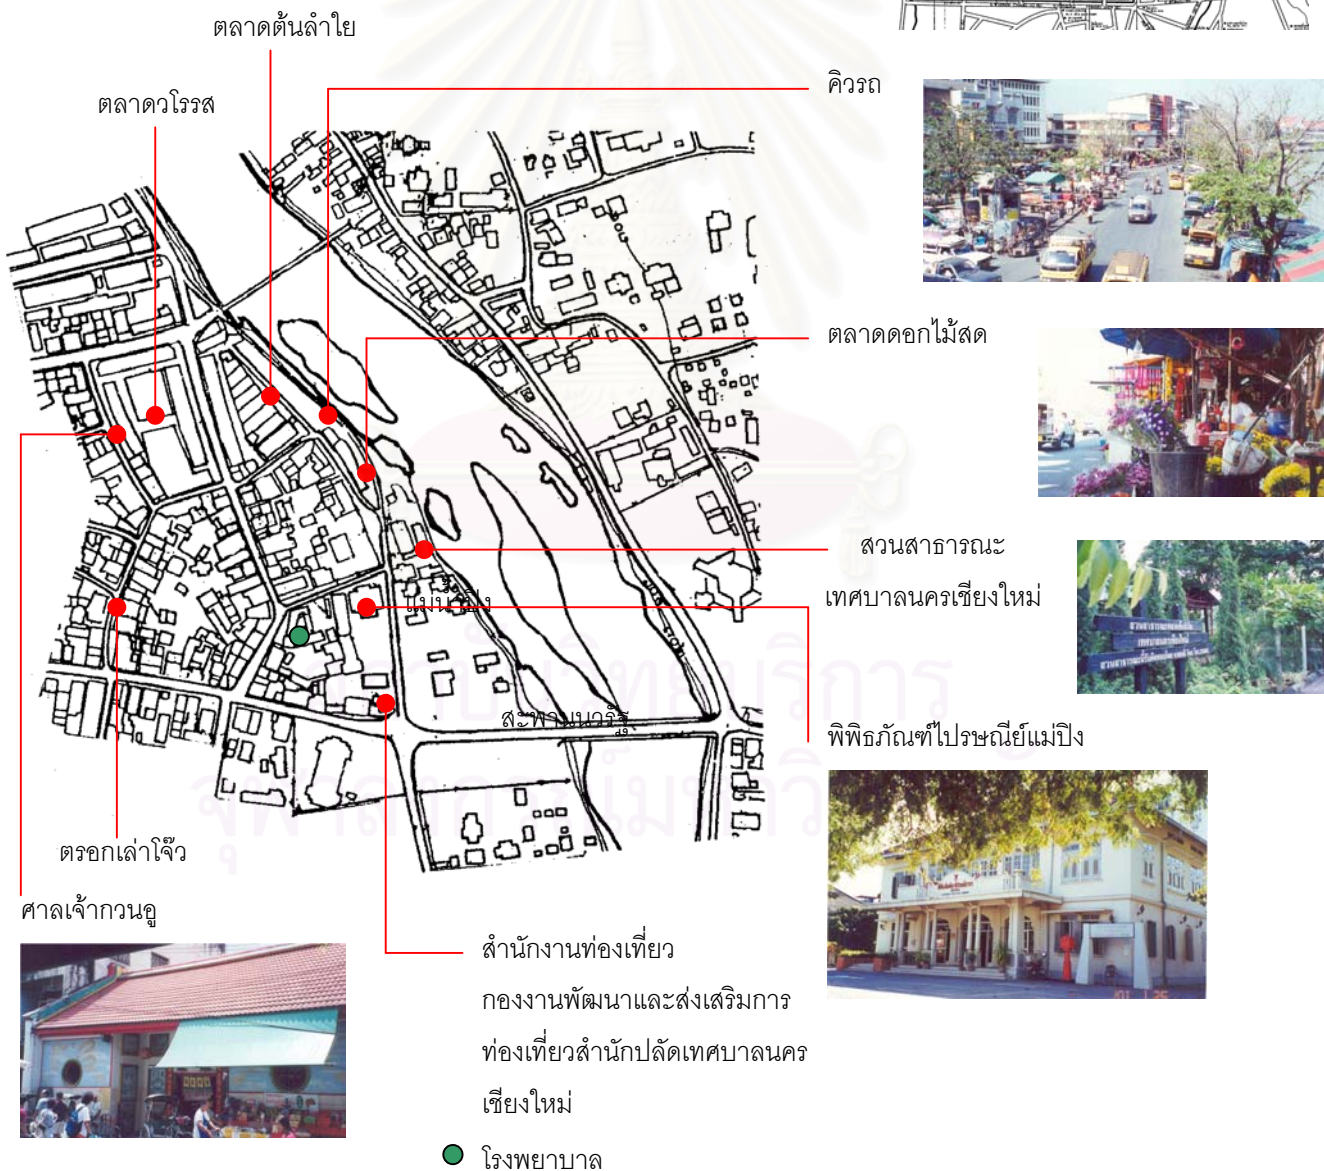 ตลาดต้นลำไย
ตลาดวโรรส
คิวรถ
ตลาดดอกไม้สด
สวนสาธารณะ
เทศบาลนครเชียงใหม่
แม่น้ำปิง
สะพานนวรัฐ
พิพิธภัณฑ์ไปรษณีย์แม่ปิง
ตรอกเล่าโจ๊ว
ศาลเจ้ากวนอู
สำนักงานท่องเที่ยว
กองงานพัฒนาและส่งเสริมการ
ท่องเที่ยวสำนักปลัดเทศบาลนคร
เชียงใหม่
โรงพยาบาล